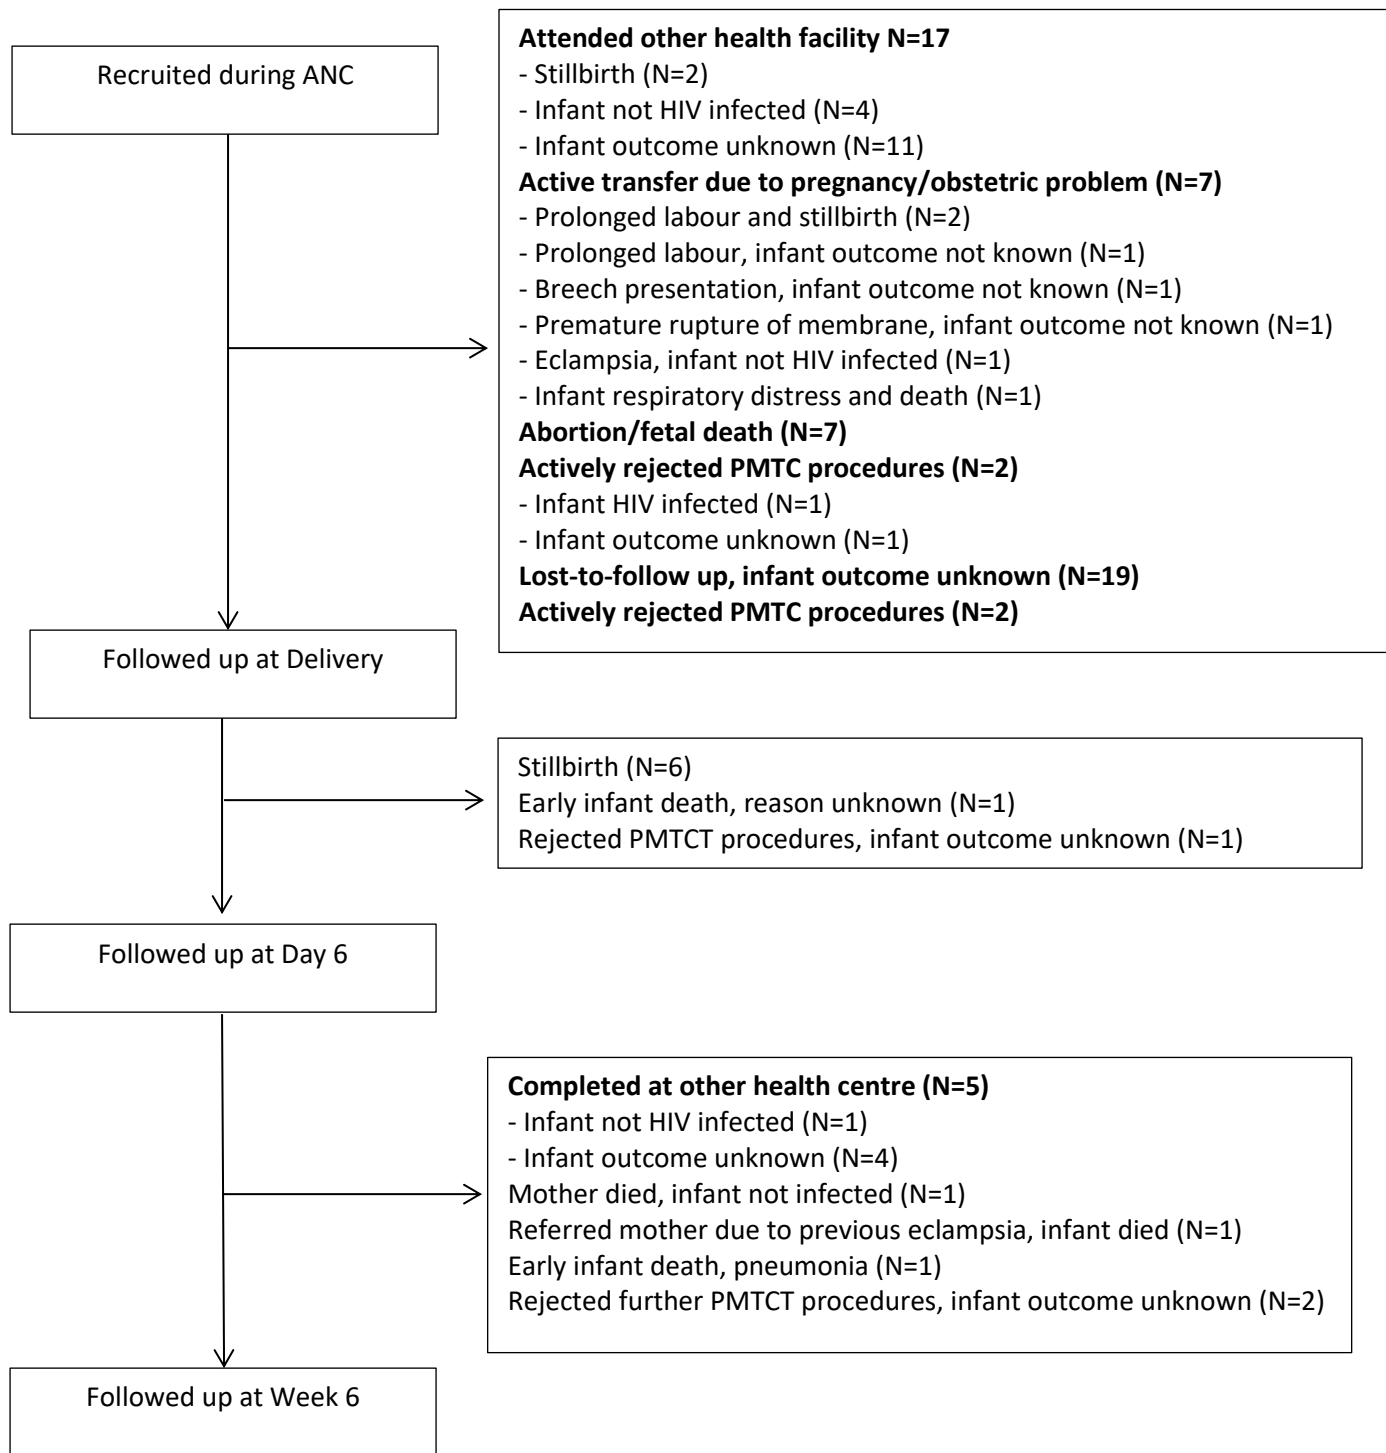 Recruited during ANC
Attended other health facility N=17
- Stillbirth (N=2)
- Infant not HIV infected (N=4)
- Infant outcome unknown (N=11)
Active transfer due to pregnancy/obstetric problem (N=7)
- Prolonged labour and stillbirth (N=2)
- Prolonged labour, infant outcome not known (N=1)
- Breech presentation, infant outcome not known (N=1)
- Premature rupture of membrane, infant outcome not known (N=1)
- Eclampsia, infant not HIV infected (N=1)
- Infant respiratory distress and death (N=1)
Abortion/fetal death (N=7)
Actively rejected PMTC procedures (N=2)
- Infant HIV infected (N=1)
- Infant outcome unknown (N=1)
Lost-to-follow up, infant outcome unknown (N=19)
Actively rejected PMTC procedures (N=2)
Followed up at Delivery
Stillbirth (N=6)
Early infant death, reason unknown (N=1)
Rejected PMTCT procedures, infant outcome unknown (N=1)
Followed up at Day 6
Completed at other health centre (N=5)
- Infant not HIV infected (N=1)
- Infant outcome unknown (N=4)
Mother died, infant not infected (N=1)
Referred mother due to previous eclampsia, infant died (N=1)
Early infant death, pneumonia (N=1)
Rejected further PMTCT procedures, infant outcome unknown (N=2)
Followed up at Week 6